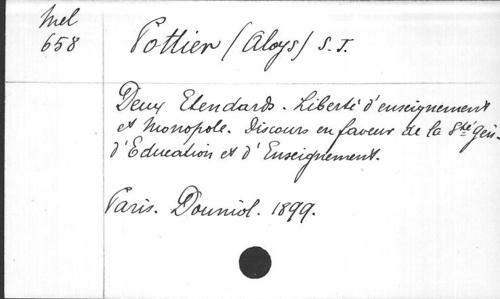 Mel
658
Pottier (Aloys) S. J.
Deux Etendards. Liberté d'enseignement
et Monopole. Discours en faveur de la Sté Gén.
d'Education et d'Enseignement.
Paris. Douniol. 1899.